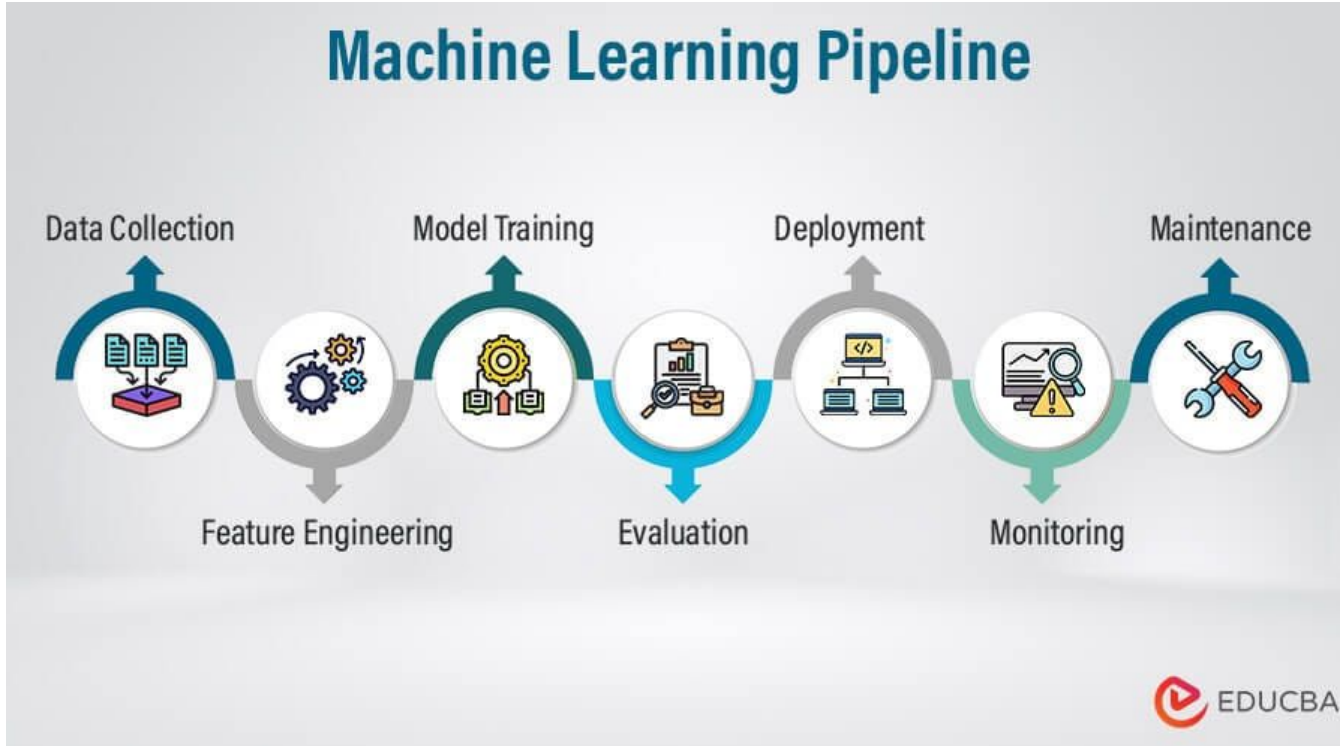 Machine Learning Pipeline
Data Collection
Feature Engineering
Model Training
Evaluation
Deployment
</>
Monitoring
Maintenance
EDUCBA